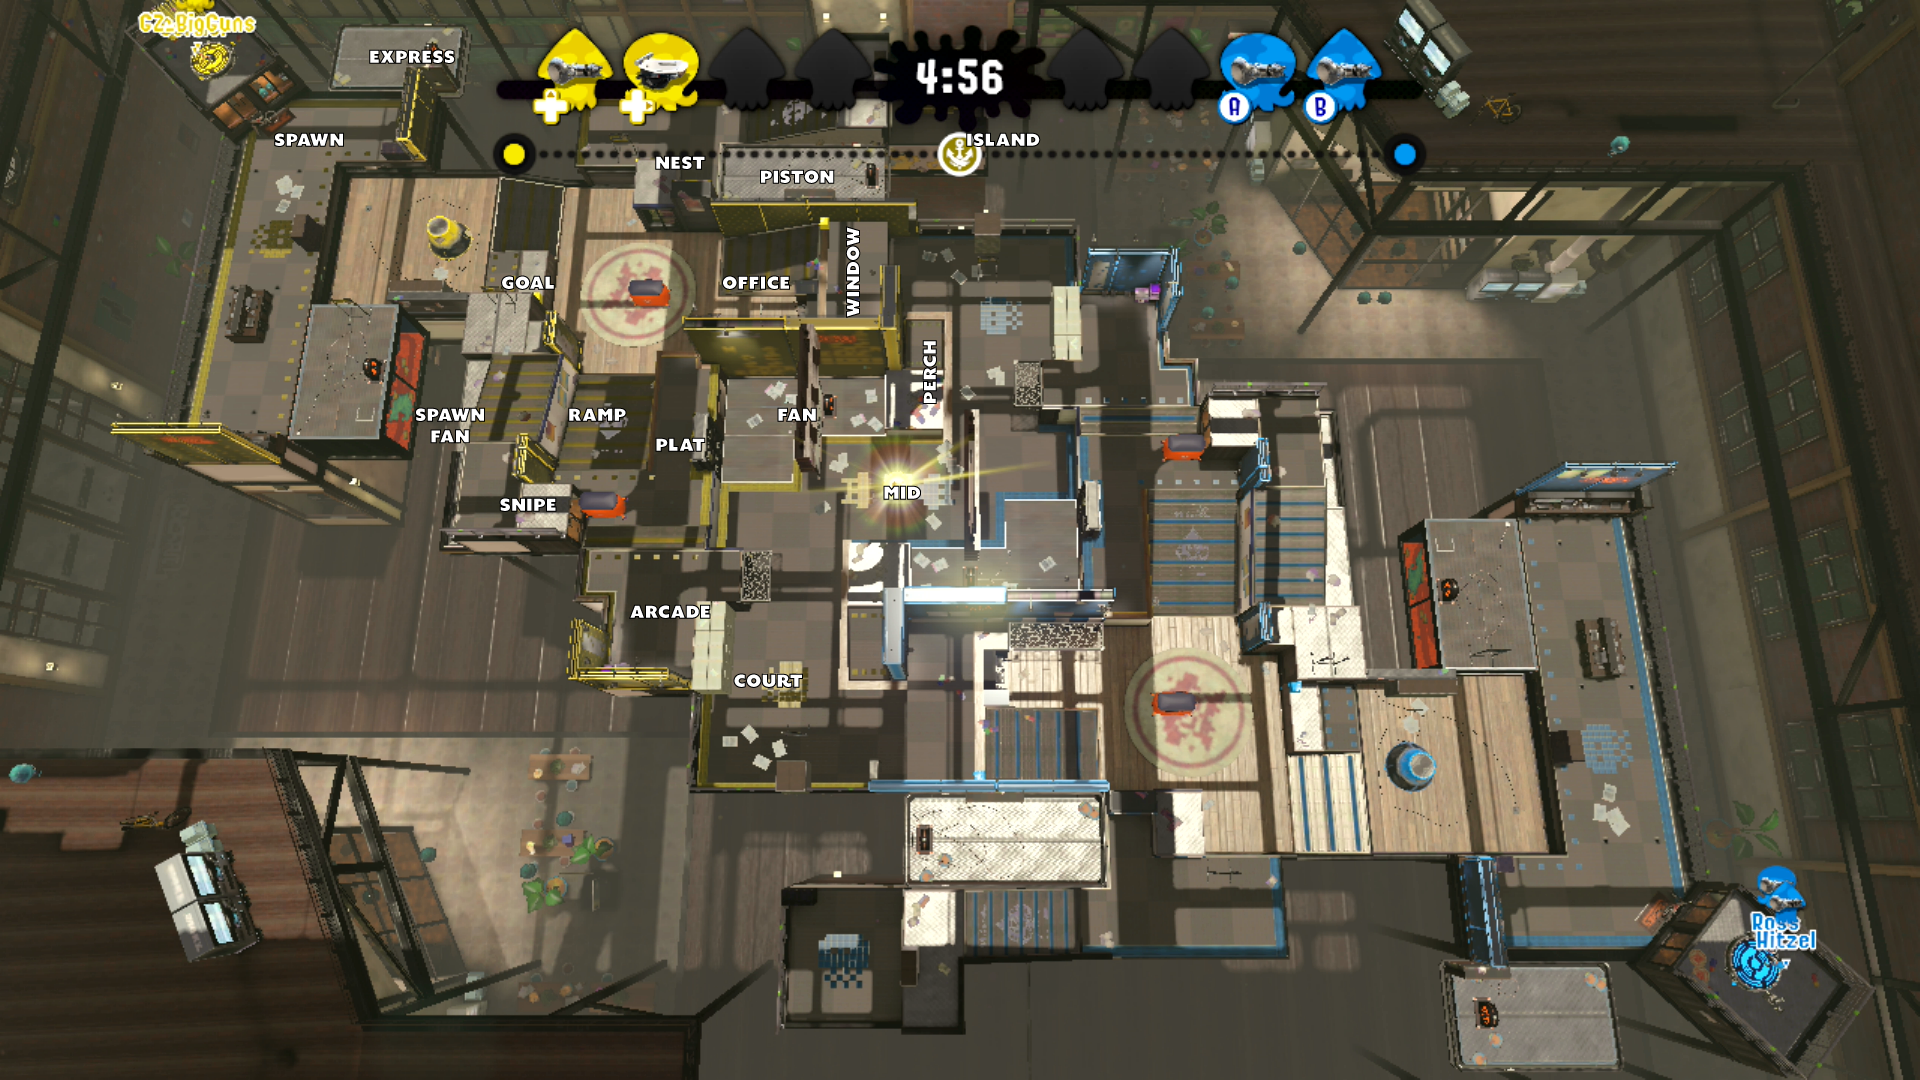 CZ→BigGuns
EXPRESS
4:56
A
B
SPAWN
ISLAND
NEST
PISTON
GOAL
OFFICE
WINDOW
PERCH
SPAWN
FAN
RAMP
FAN
PLAT
SNIPE
MID
ARCADE
COURT
Ross
Hitzel